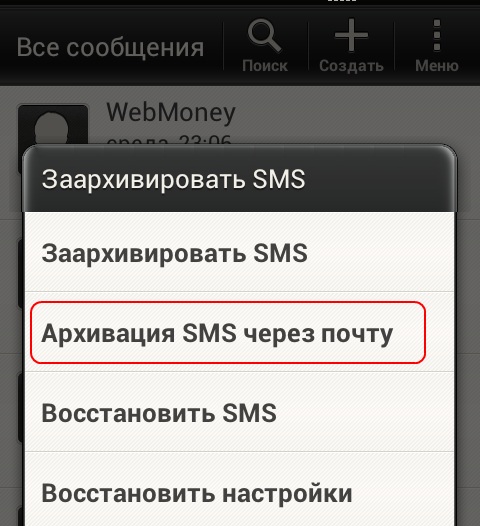 Все сообщения
Поиск
Создать
Меню
WebMoney
среда, 23:06
Заархивировать SMS
Заархивировать SMS
Архивация SMS через почту
Восстановить SMS
Восстановить настройки